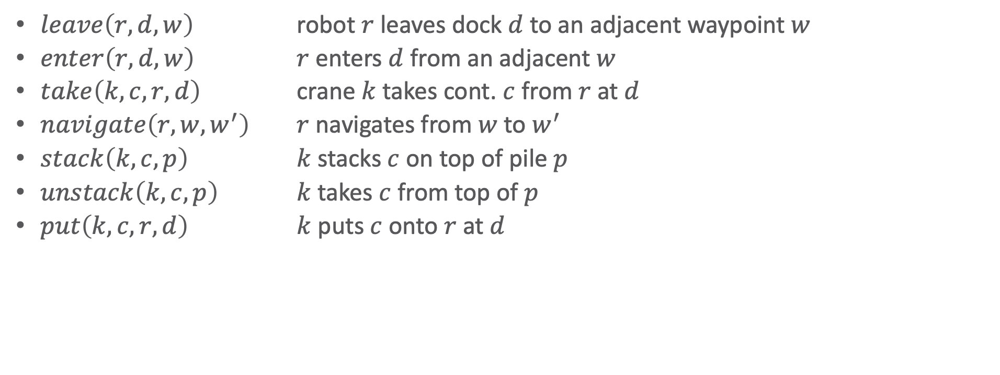 • leave(r, d, w) robot r leaves dock d to an adjacent waypoint w
• enter(r, d, w) r enters d from an adjacent w
• take(k, c, r, d) crane k takes cont. c from r at d
• navigate(r, w, w′) r navigates from w to w′
• stack(k, c, p) k stacks c on top of pile p
• unstack(k, c, p) k takes c from top of p
• put(k, c, r, d) k puts c onto r at d